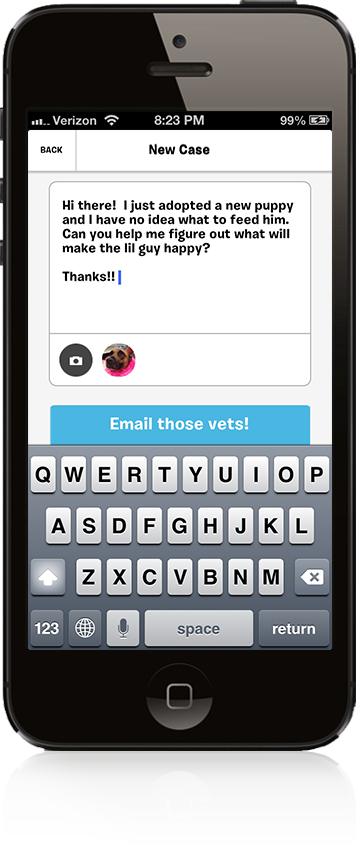 Verizon 8:23 PM 99%
BACK New Case
Hi there!  I just adopted a new puppy
and I have no idea what to feed him.
Can you help me figure out what will
make the lil guy happy?
Thanks!!
Email those vets!
Q W E R T Y U I O P
A S D F G H J K L
Z X C V B N M
123 space return